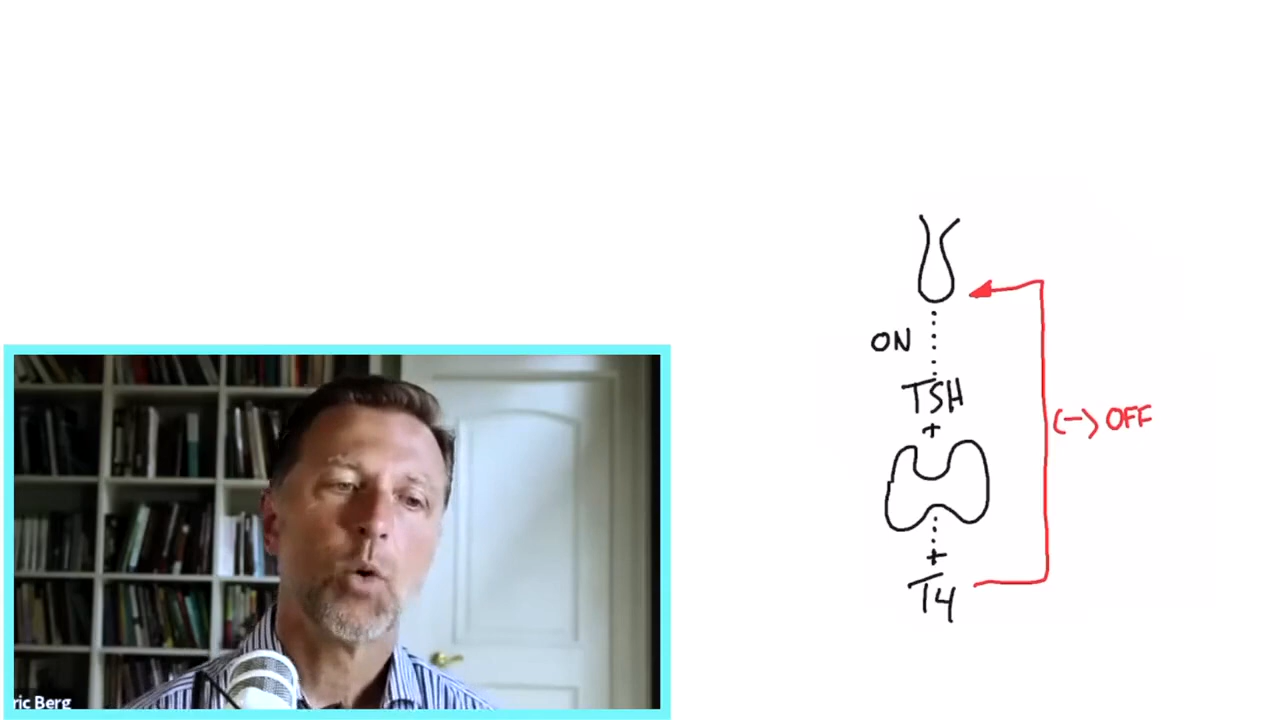 ON
TSH
+
(-) OFF
+
T4
ric Berg